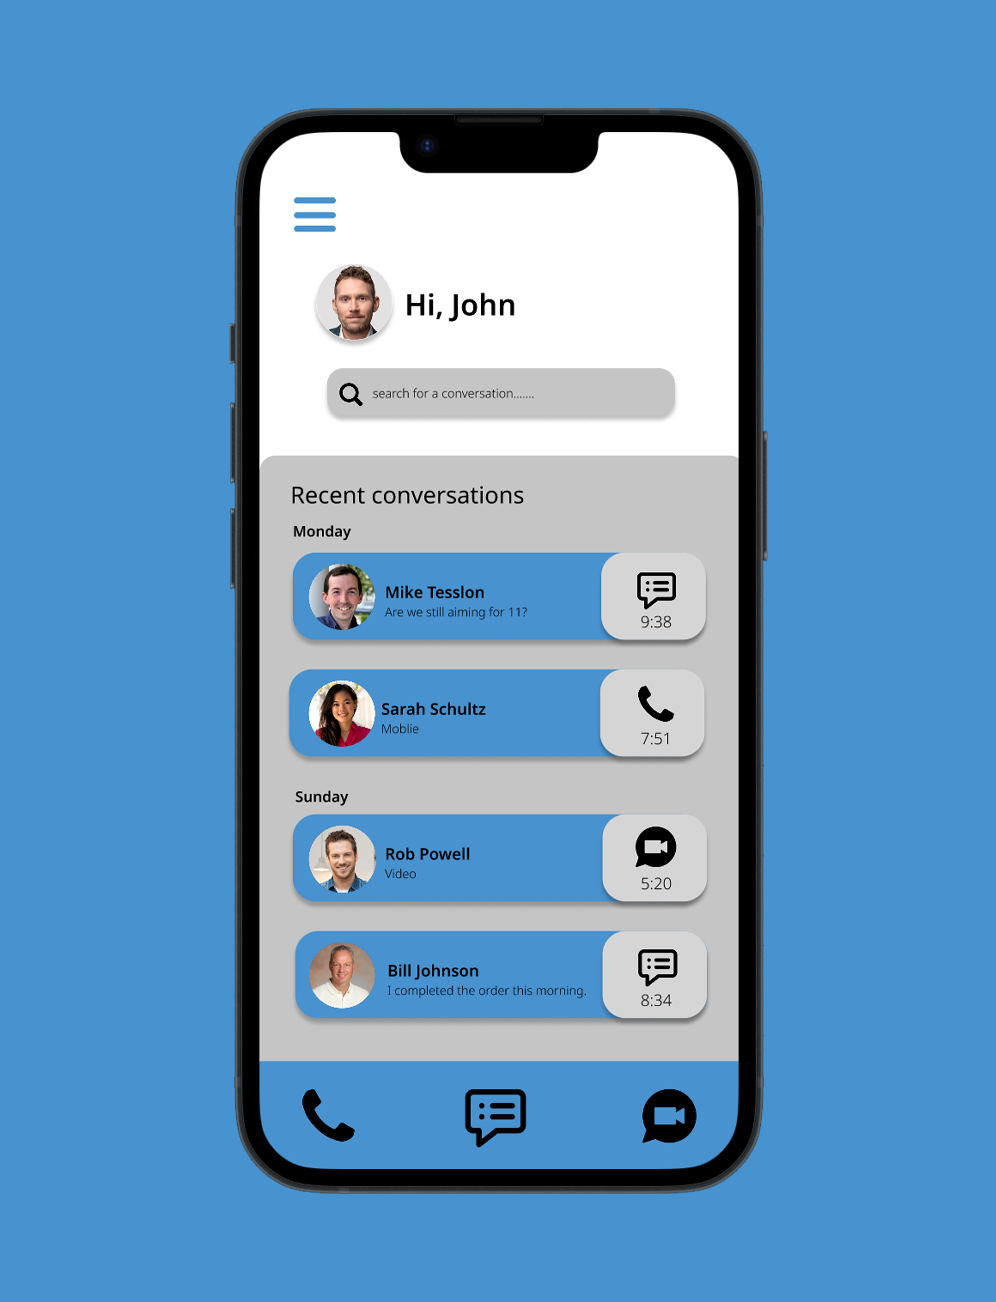 Hi, John
search for a conversation.......
Recent conversations
Monday
Mike Tesslon
Are we still aiming for 11?
9:38
Sarah Schultz
Moblie
7:51
Sunday
Rob Powell
Video
5:20
Bill Johnson
I completed the order this morning.
8:34